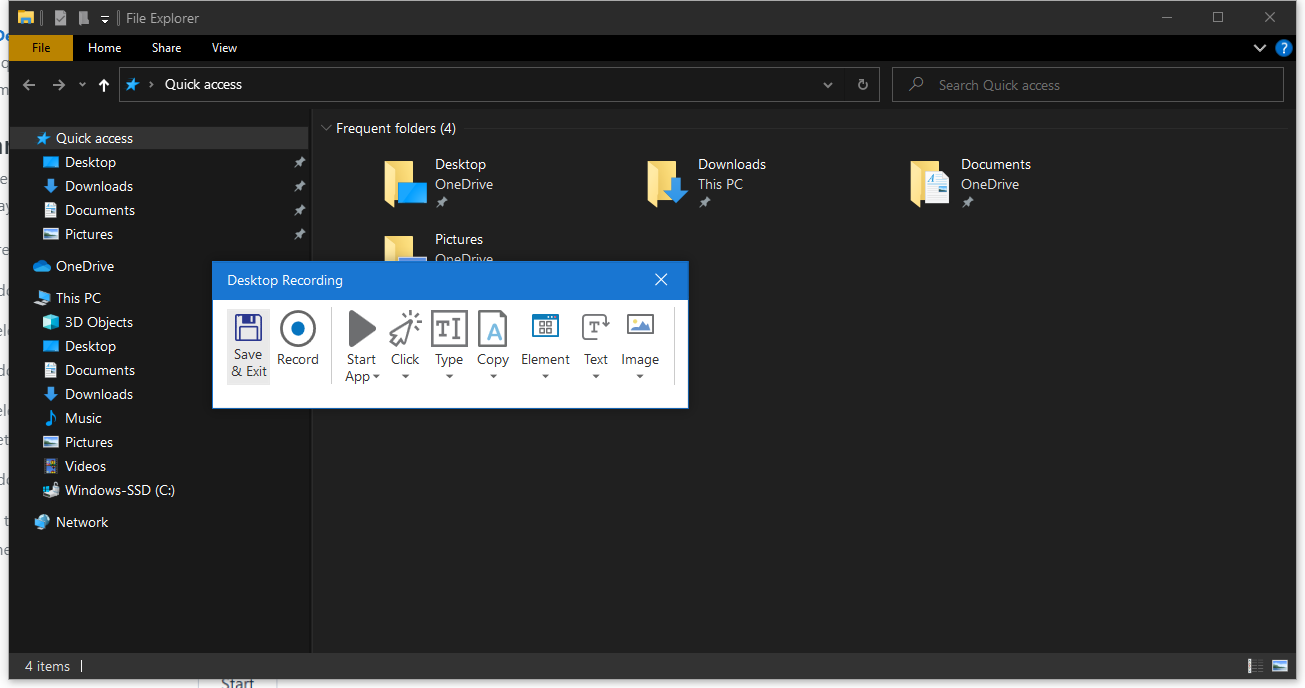 File Explorer
File
Home
Share
View
Quick access
Search Quick access
Quick access
Desktop
Downloads
Documents
Pictures
OneDrive
This PC
3D Objects
Desktop
Documents
Downloads
Music
Pictures
Videos
Windows-SSD (C:)
Network
Frequent folders (4)
Desktop
OneDrive
Downloads
This PC
Documents
OneDrive
Pictures
OneDrive
Desktop Recording
Save
& Exit
Record
Start
App
Click
Type
Copy
Element
Text
Image
4 items
Start